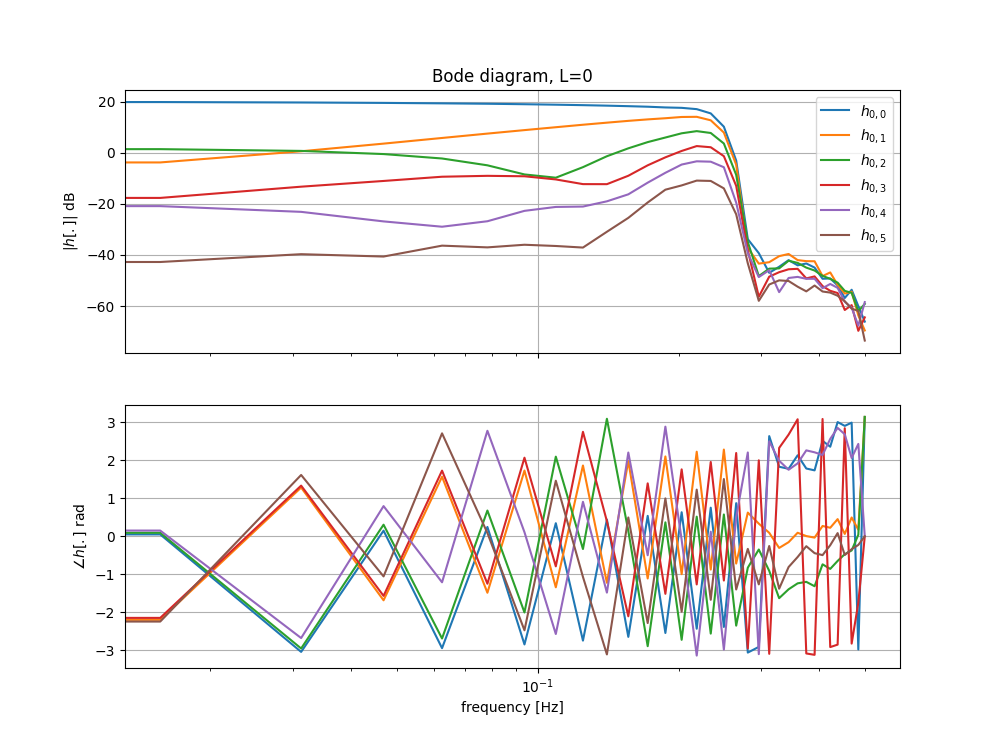 Bode diagram, L=0
|h[.]| dB
20
0
−20
−40
−60
h0,0
h0,1
h0,2
h0,3
h0,4
h0,5
∠h[.] rad
3
2
1
0
−1
−2
−3
10−1
frequency [Hz]